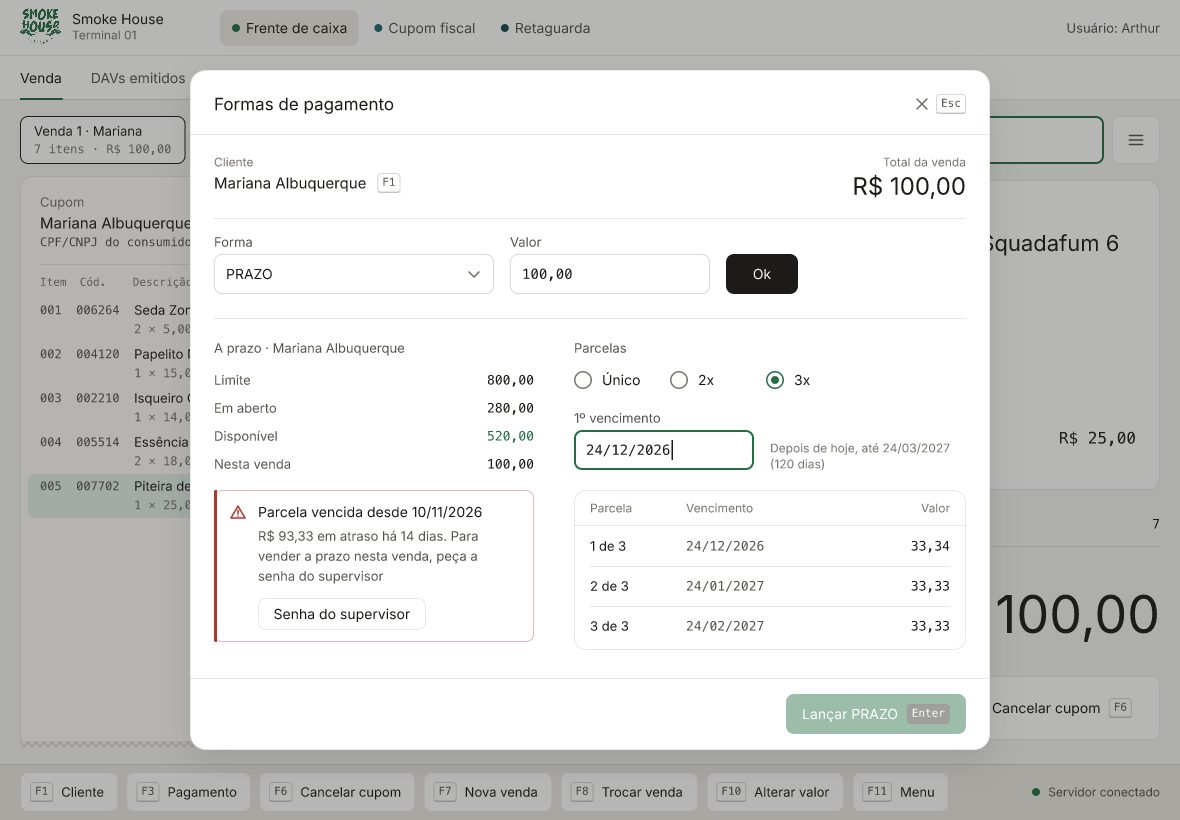 SMOKE
HOUSE
Smoke House
Terminal 01
Frente de caixa
Cupom fiscal
Retaguarda
Usuário: Arthur
Venda
DAVs emitidos
Formas de pagamento
Esc
Venda 1 · Mariana
7 itens · R$ 100,00
Cliente
Mariana Albuquerque F1
Total da venda
R$ 100,00
Cupom
Mariana Albuquerque
CPF/CNPJ do consumido
Item Cód. Descrição
001 006264 Seda Zon
2 × 5,00
002 004120 Papelito
1 × 15,0
003 002210 Isqueiro
1 × 14,0
004 005514 Essência
2 × 18,0
005 007702 Piteira de
1 × 25,0
Forma
PRAZO
Valor
100,00
Ok
A prazo · Mariana Albuquerque
Limite 800,00
Em aberto 280,00
Disponível 520,00
Nesta venda 100,00
Parcela vencida desde 10/11/2026
R$ 93,33 em atraso há 14 dias. Para
vender a prazo nesta venda, peça a
senha do supervisor
Senha do supervisor
Parcelas
Único 2x 3x
1º vencimento
24/12/2026
Depois de hoje, até 24/03/2027
(120 dias)
Parcela Vencimento Valor
1 de 3 24/12/2026 33,34
2 de 3 24/01/2027 33,33
3 de 3 24/02/2027 33,33
Lançar PRAZO Enter
Squadafum 6
R$ 25,00
7
100,00
Cancelar cupom F6
F1 Cliente
F3 Pagamento
F6 Cancelar cupom
F7 Nova venda
F8 Trocar venda
F10 Alterar valor
F11 Menu
Servidor conectado